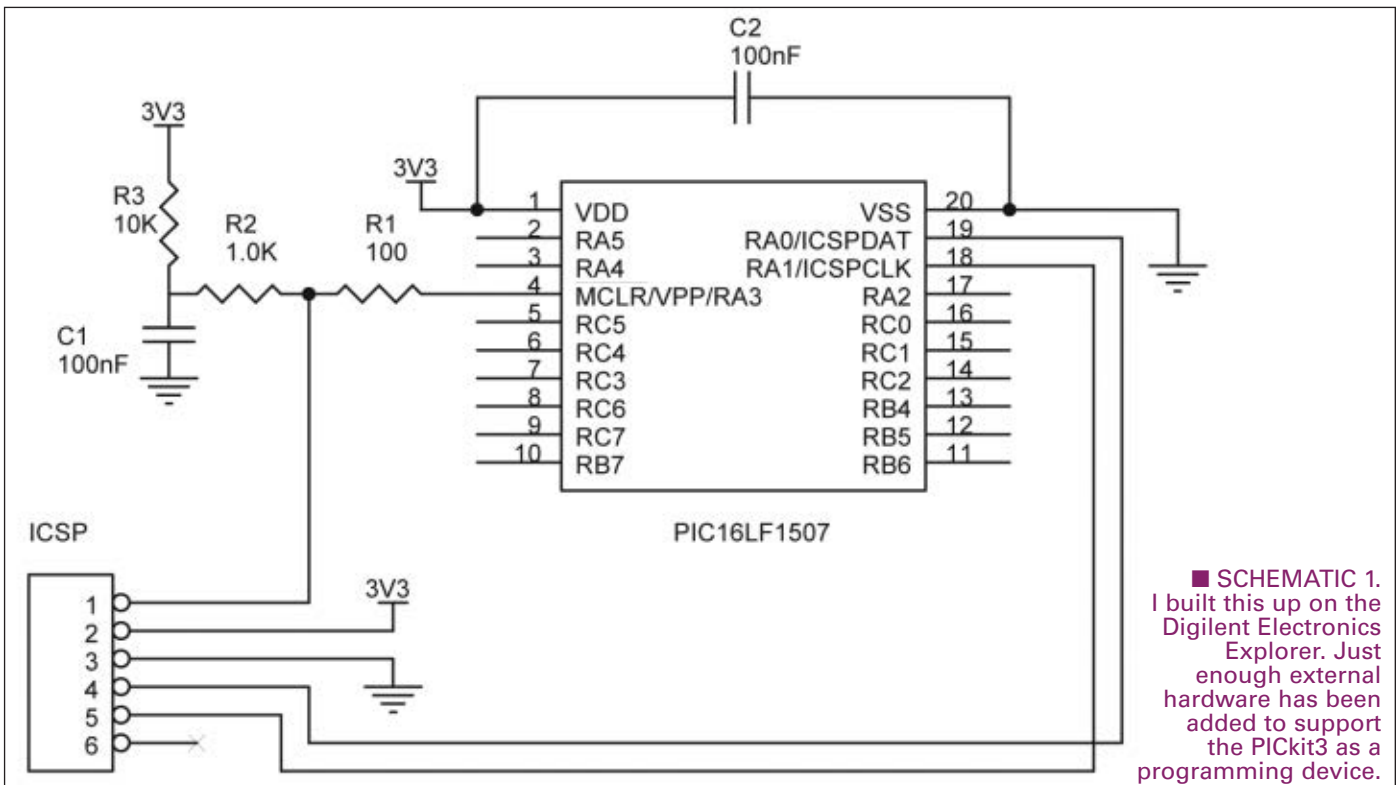 C2
100nF
3V3
R3
10K
R2
1.0K
R1
100
C1
100nF
3V3
1 VDD
2 RA5
3 RA4
4 MCLR/VPP/RA3
5 RC5
6 RC4
7 RC3
8 RC6
9 RC7
10 RB7
VSS 20
RA0/ICSPDAT 19
RA1/ICSPCLK 18
RA2 17
RC0 16
RC1 15
RC2 14
RB4 13
RB5 12
RB6 11
PIC16LF1507
ICSP
1
2
3
4
5
6
3V3
■ SCHEMATIC 1.
I built this up on the
Digilent Electronics
Explorer. Just
enough external
hardware has been
added to support
the PICkit3 as a
programming device.